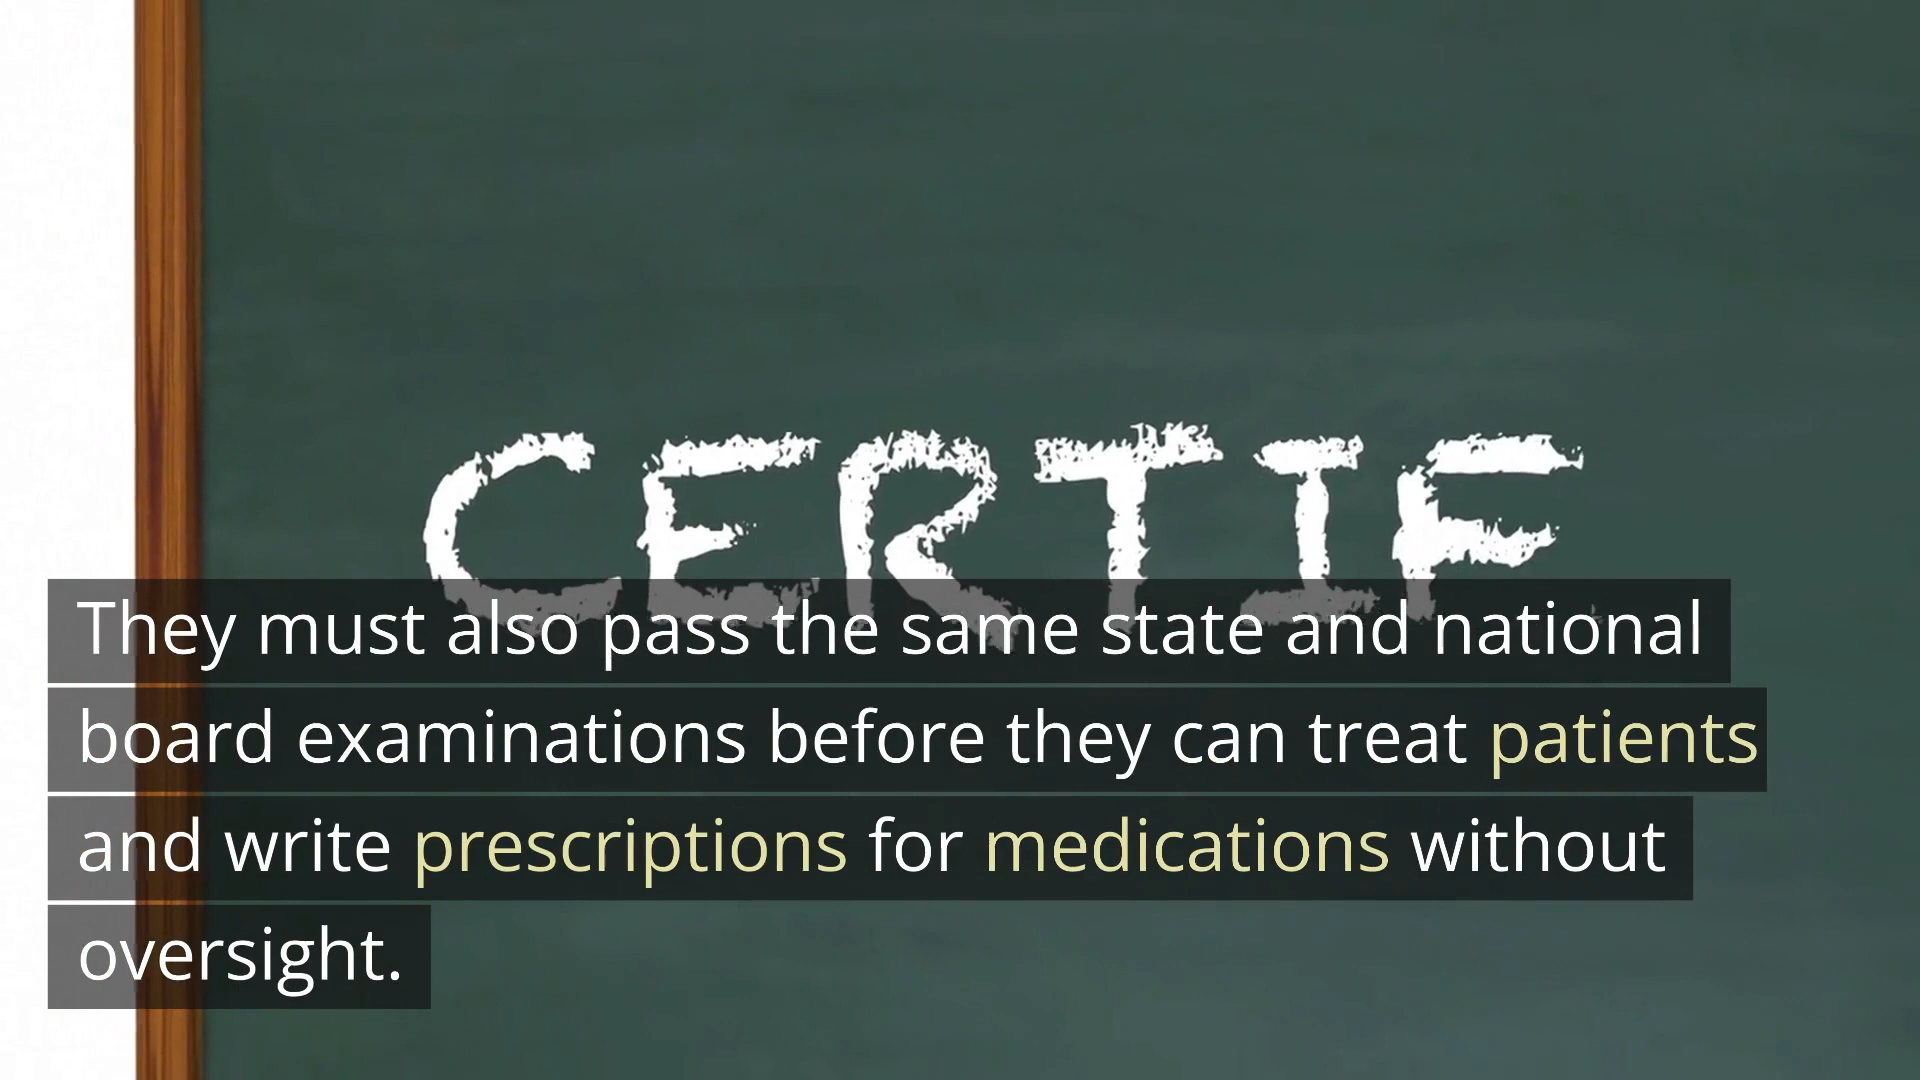 CERTIF
They must also pass the same state and national
board examinations before they can treat patients
and write prescriptions for medications without
oversight.